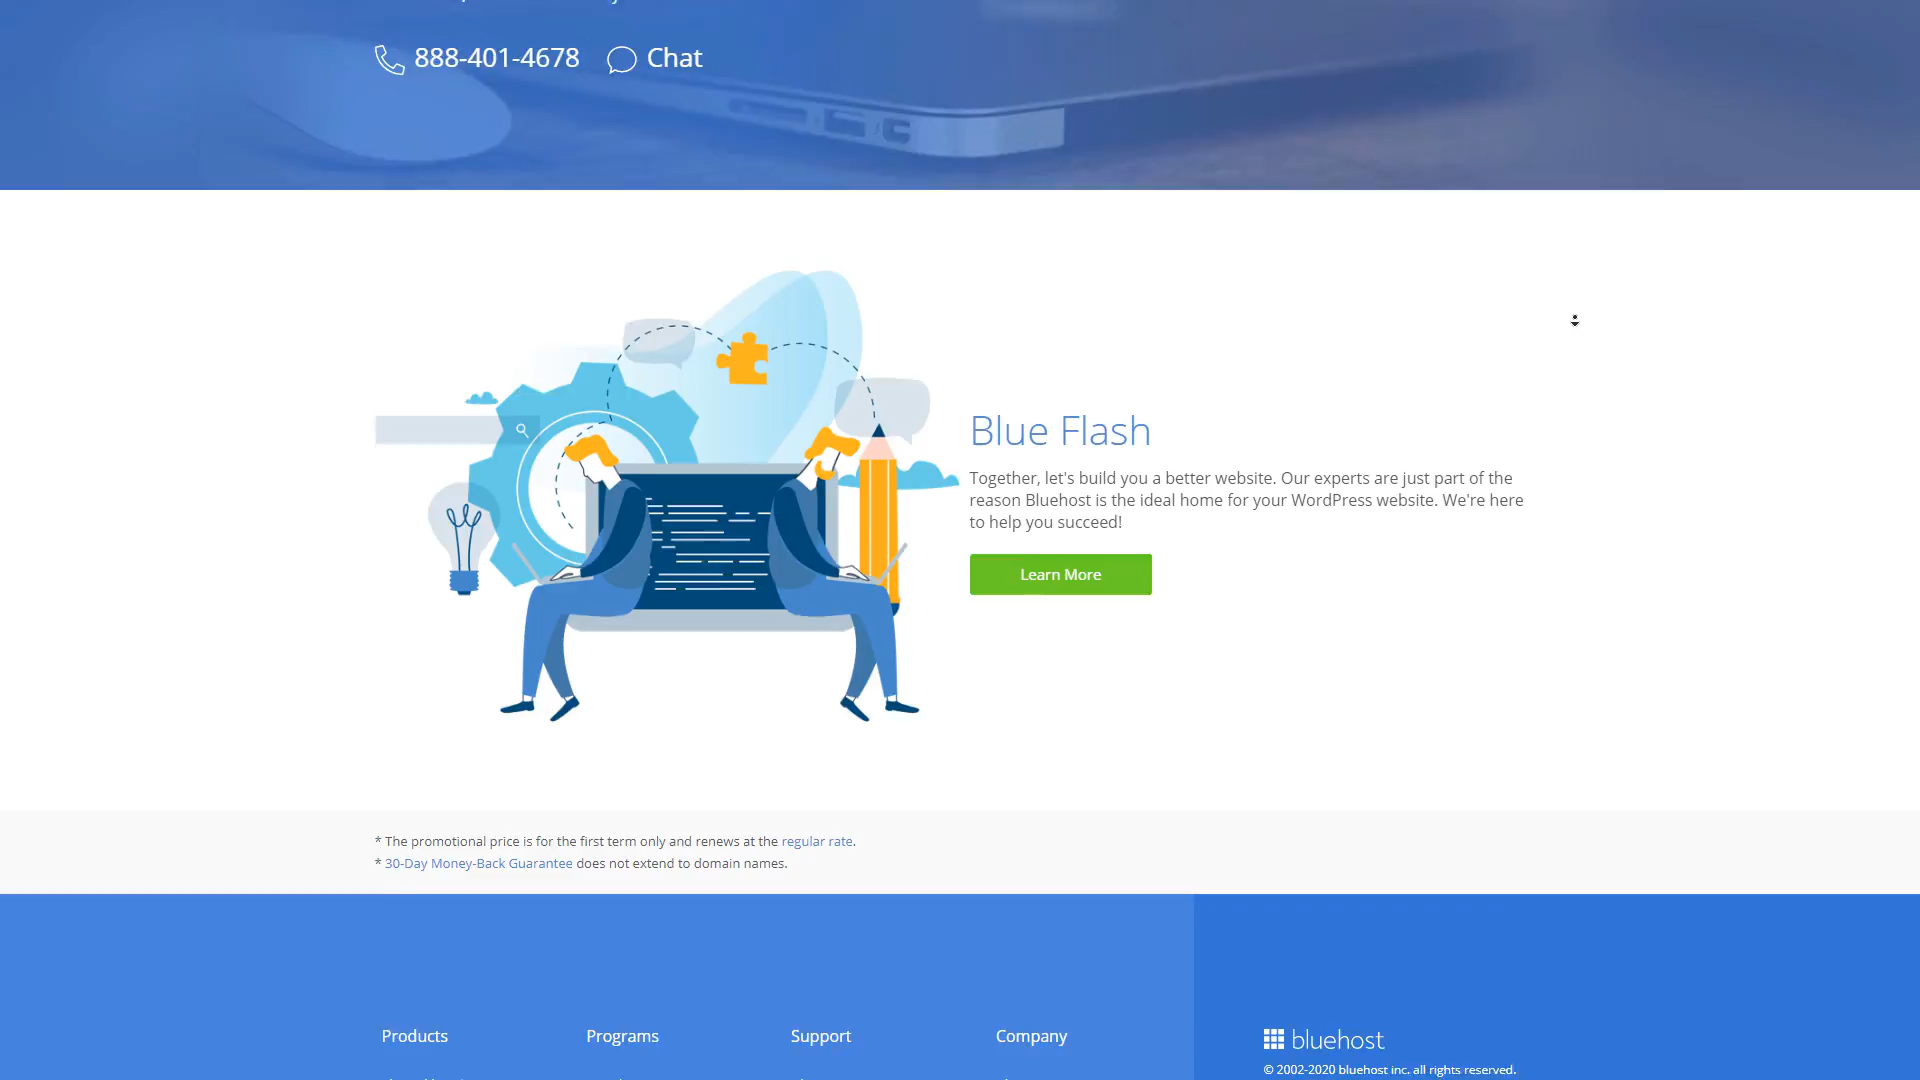 888-401-4678 Chat
Blue Flash
Together, let's build you a better website. Our experts are just part of the
reason Bluehost is the ideal home for your WordPress website. We're here
to help you succeed!
Learn More
* The promotional price is for the first term only and renews at the regular rate.
* 30-Day Money-Back Guarantee does not extend to domain names.
Products Programs Support Company
bluehost
© 2002-2020 bluehost inc. all rights reserved.